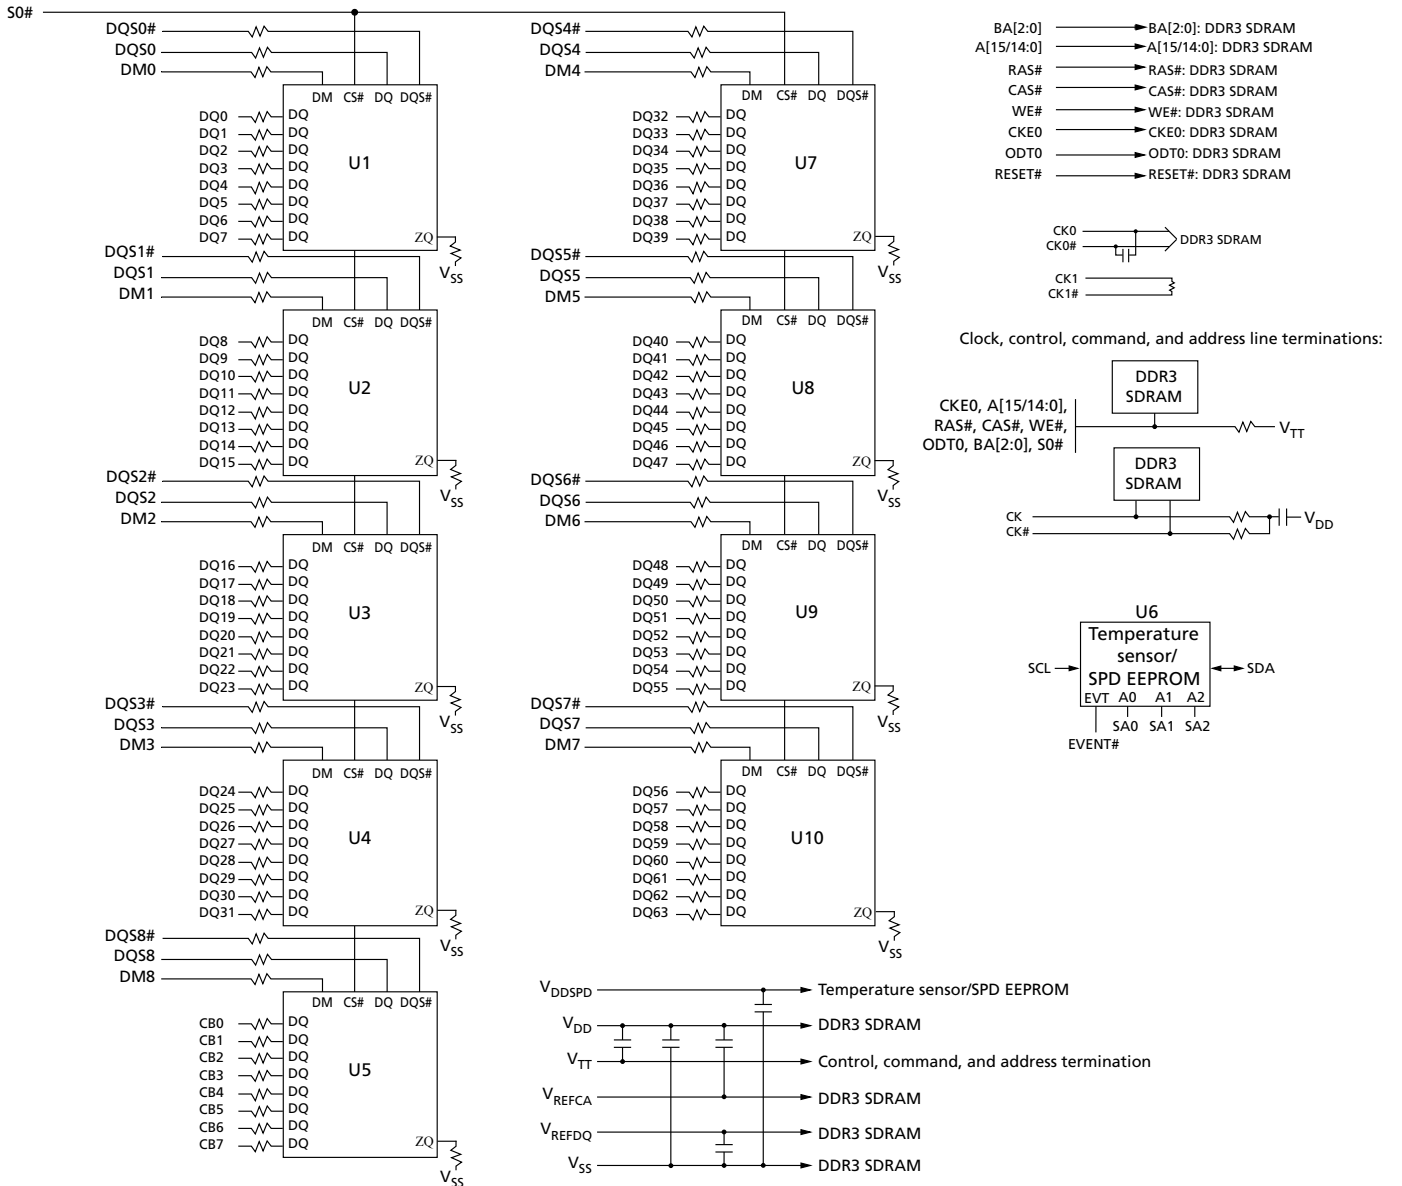 S0#
DQS0#
DQS0
DM0
DM CS# DQ DQS#
DQ0 DQ
DQ1 DQ
DQ2 DQ
DQ3 DQ
DQ4 DQ
DQ5 DQ
DQ6 DQ
DQ7 DQ
U1
ZQ
VSS
DQS1#
DQS1
DM1
DM CS# DQ DQS#
DQ8 DQ
DQ9 DQ
DQ10 DQ
DQ11 DQ
DQ12 DQ
DQ13 DQ
DQ14 DQ
DQ15 DQ
U2
ZQ
VSS
DQS2#
DQS2
DM2
DM CS# DQ DQS#
DQ16 DQ
DQ17 DQ
DQ18 DQ
DQ19 DQ
DQ20 DQ
DQ21 DQ
DQ22 DQ
DQ23 DQ
U3
ZQ
VSS
DQS3#
DQS3
DM3
DM CS# DQ DQS#
DQ24 DQ
DQ25 DQ
DQ26 DQ
DQ27 DQ
DQ28 DQ
DQ29 DQ
DQ30 DQ
DQ31 DQ
U4
ZQ
VSS
DQS8#
DQS8
DM8
DM CS# DQ DQS#
CB0 DQ
CB1 DQ
CB2 DQ
CB3 DQ
CB4 DQ
CB5 DQ
CB6 DQ
CB7 DQ
U5
ZQ
VSS
DQS4#
DQS4
DM4
DM CS# DQ DQS#
DQ32 DQ
DQ33 DQ
DQ34 DQ
DQ35 DQ
DQ36 DQ
DQ37 DQ
DQ38 DQ
DQ39 DQ
U7
ZQ
VSS
DQS5#
DQS5
DM5
DM CS# DQ DQS#
DQ40 DQ
DQ41 DQ
DQ42 DQ
DQ43 DQ
DQ44 DQ
DQ45 DQ
DQ46 DQ
DQ47 DQ
U8
ZQ
VSS
DQS6#
DQS6
DM6
DM CS# DQ DQS#
DQ48 DQ
DQ49 DQ
DQ50 DQ
DQ51 DQ
DQ52 DQ
DQ53 DQ
DQ54 DQ
DQ55 DQ
U9
ZQ
VSS
DQS7#
DQS7
DM7
DM CS# DQ DQS#
DQ56 DQ
DQ57 DQ
DQ58 DQ
DQ59 DQ
DQ60 DQ
DQ61 DQ
DQ62 DQ
DQ63 DQ
U10
ZQ
VSS
BA[2:0] BA[2:0]: DDR3 SDRAM
A[15/14:0] A[15/14:0]: DDR3 SDRAM
RAS# RAS#: DDR3 SDRAM
CAS# CAS#: DDR3 SDRAM
WE# WE#: DDR3 SDRAM
CKE0 CKE0: DDR3 SDRAM
ODT0 ODT0: DDR3 SDRAM
RESET# RESET#: DDR3 SDRAM
CK0
CK0#
DDR3 SDRAM
CK1
CK1#
Clock, control, command, and address line terminations:
DDR3
SDRAM
CKE0, A[15/14:0],
RAS#, CAS#, WE#,
ODT0, BA[2:0], S0#
VTT
DDR3
SDRAM
CK
CK#
VDD
U6
Temperature
sensor/
SPD EEPROM
SCL
SDA
EVT A0 A1 A2
SA0 SA1 SA2
EVENT#
VDDSPD Temperature sensor/SPD EEPROM
VDD DDR3 SDRAM
VTT Control, command, and address termination
VREFCA DDR3 SDRAM
VREFDQ DDR3 SDRAM
VSS DDR3 SDRAM